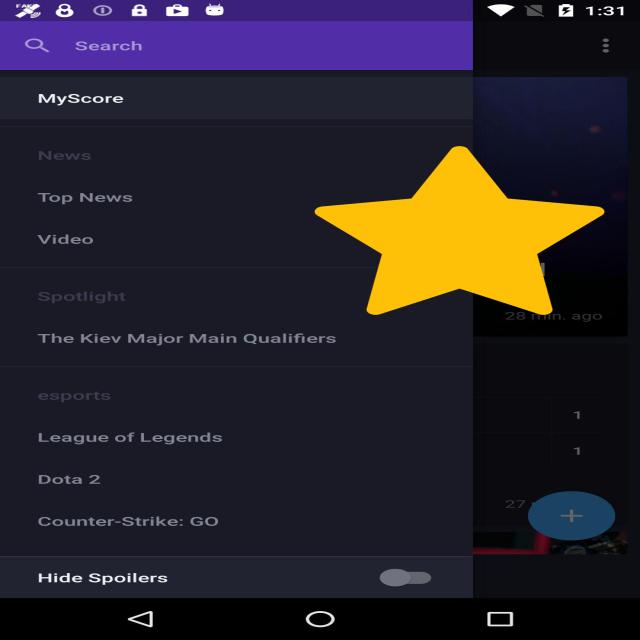 1:31
Search
MyScore
News
Top News
Video
Spotlight
28 min. ago
The Kiev Major Main Qualifiers
esports
1
League of Legends
1
Dota 2
27
Counter-Strike: GO
Hide Spoilers